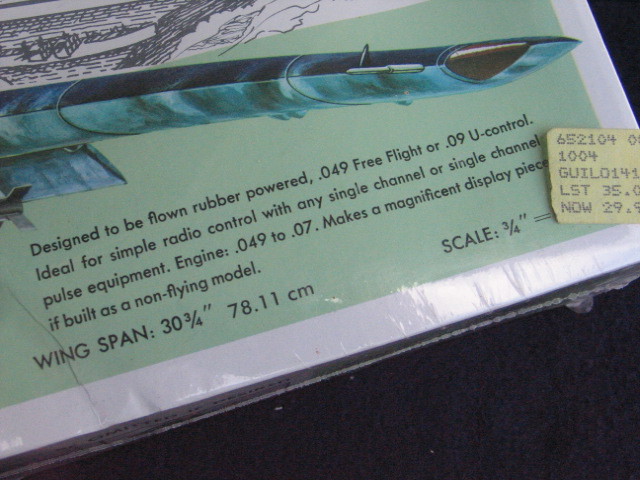 Designed to be flown rubber powered, .049 Free Flight or .09 U-control.
Ideal for simple radio control with any single channel or single channel
pulse equipment. Engine: .049 to .07. Makes a magnificent display piece
if built as a non-flying model.
WING SPAN: 30¾" 78.11 cm
SCALE: ¾" =
652104 0
1004
GUILD141
LST 35.0
NOW 29.9